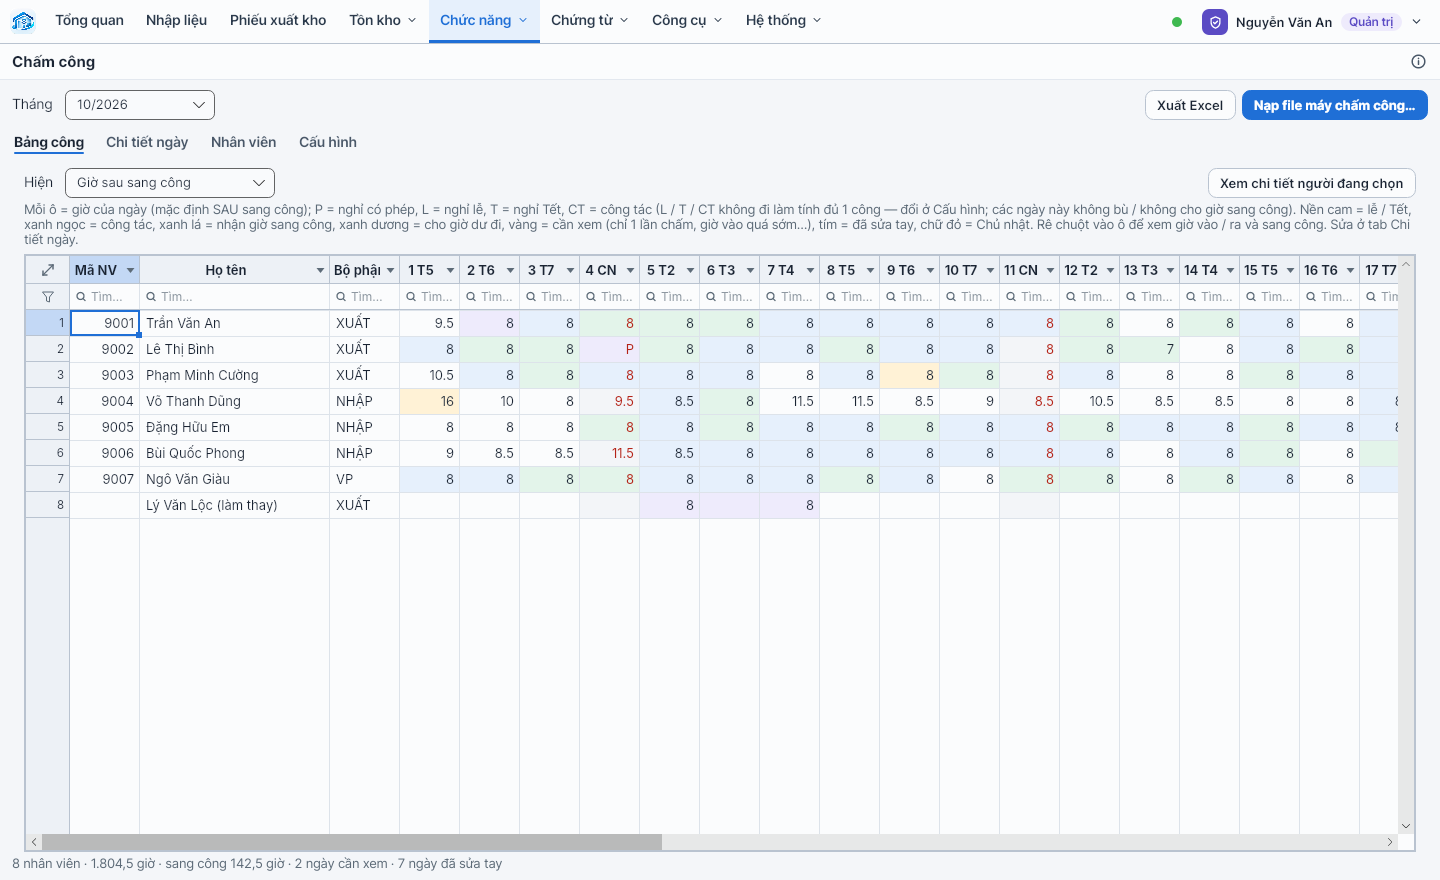 Tổng quan Nhập liệu Phiếu xuất kho Tồn kho Chức năng Chứng từ Công cụ Hệ thống Nguyễn Văn An Quản trị
Chấm công
Tháng 10/2026 Xuất Excel Nạp file máy chấm công...
Bảng công Chi tiết ngày Nhân viên Cấu hình
Hiện Giờ sau sang công Xem chi tiết người đang chọn
Mỗi ô = giờ của ngày (mặc định SAU sang công); P = nghỉ có phép, L = nghỉ lễ, T = nghỉ Tết, CT = công tác (L / T / CT không đi làm tính đủ 1 công — đổi ở Cấu hình; các ngày này không bù / không cho giờ sang công). Nền cam = lễ / Tết,
xanh ngọc = công tác, xanh lá = nhận giờ sang công, xanh dương = cho giờ dư đi, vàng = cần xem (chỉ 1 lần chấm, giờ vào quá sớm...), tím = đã sửa tay, chữ đỏ = Chủ nhật. Rê chuột vào ô để xem giờ vào / ra và sang công. Sửa ở tab Chi
tiết ngày.
Mã NV Họ tên Bộ phậ 1 T5 2 T6 3 T7 4 CN 5 T2 6 T3 7 T4 8 T5 9 T6 10 T7 11 CN 12 T2 13 T3 14 T4 15 T5 16 T6 17 T7
Tìm... Tìm... Tìm... Tìm... Tìm... Tìm... Tìm... Tìm... Tìm... Tìm... Tìm... Tìm... Tìm... Tìm... Tìm... Tìm... Tìm... Tìm... Tìm...
1 9001 Trần Văn An XUẤT 9.5 8 8 8 8 8 8 8 8 8 8 8 8 8 8 8
2 9002 Lê Thị Bình XUẤT 8 8 8 P 8 8 8 8 8 8 8 8 7 8 8 8
3 9003 Phạm Minh Cường XUẤT 10.5 8 8 8 8 8 8 8 8 8 8 8 8 8 8 8
4 9004 Võ Thanh Dũng NHẬP 16 10 8 9.5 8.5 8 11.5 11.5 8.5 9 8.5 10.5 8.5 8.5 8 8
5 9005 Đặng Hữu Em NHẬP 8 8 8 8 8 8 8 8 8 8 8 8 8 8 8 8
6 9006 Bùi Quốc Phong NHẬP 9 8.5 8.5 11.5 8.5 8 8 8 8 8 8 8 8 8 8 8
7 9007 Ngô Văn Giàu VP 8 8 8 8 8 8 8 8 8 8 8 8 8 8 8 8
8 Lý Văn Lộc (làm thay) XUẤT 8 8
8 nhân viên · 1.804,5 giờ · sang công 142,5 giờ · 2 ngày cần xem · 7 ngày đã sửa tay